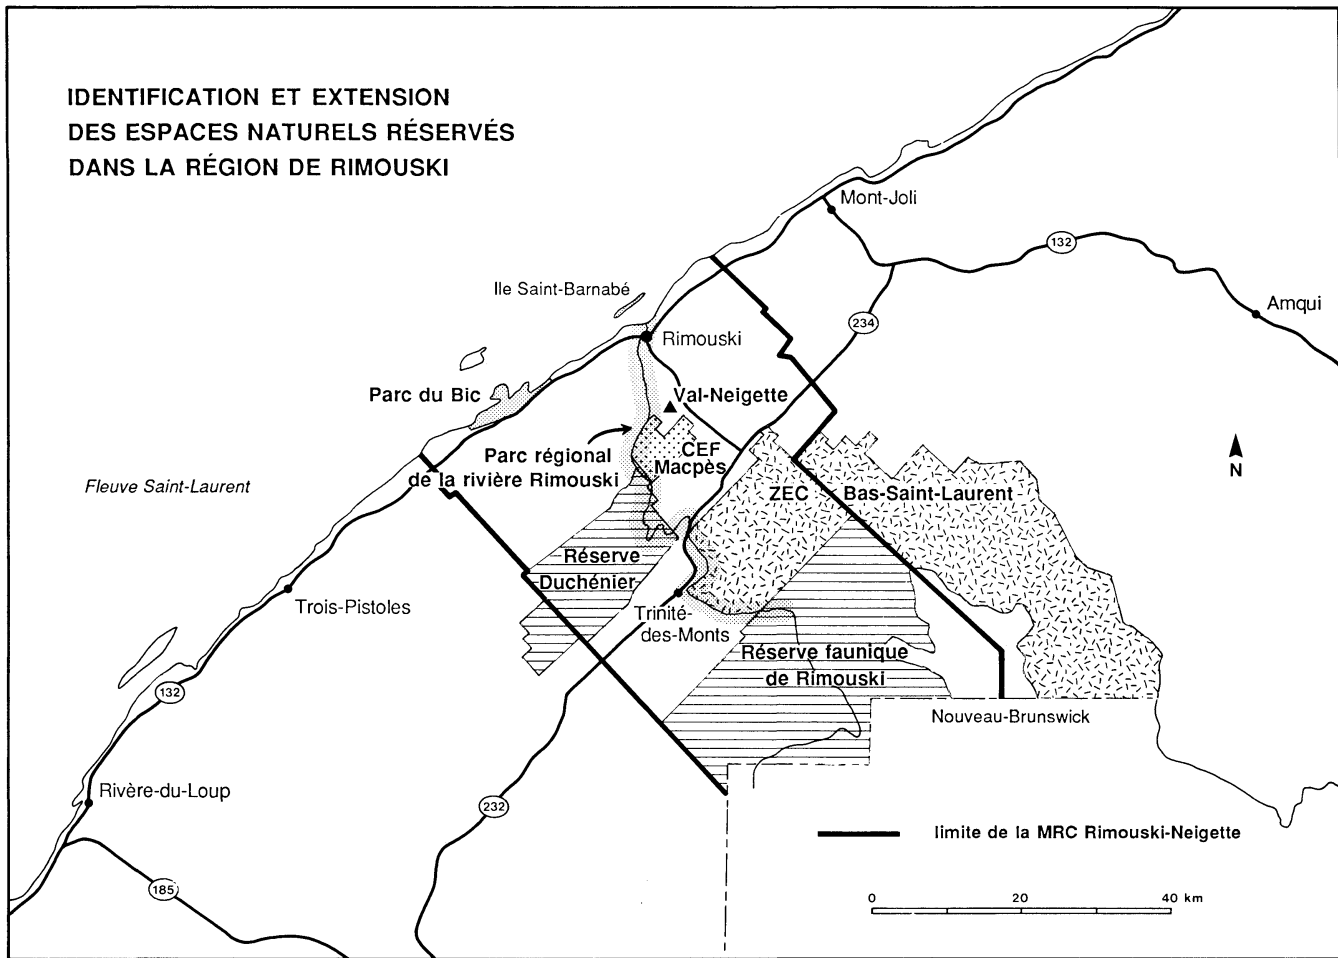 IDENTIFICATION ET EXTENSION
DES ESPACES NATURELS RÉSERVÉS
DANS LA RÉGION DE RIMOUSKI
Mont-Joli
132
Ile Saint-Barnabé
Amqui
234
Rimouski
Parc du Bic
Val-Neigette
Parc régional
de la rivière Rimouski
CEF
Macpès
N
Fleuve Saint-Laurent
ZEC
Bas-Saint-Laurent
Réserve
Duchénier
Trois-Pistoles
Trinité-
des-Monts
Réserve faunique
de Rimouski
132
Nouveau-Brunswick
Rivère-du-Loup
232
limite de la MRC Rimouski-Neigette
185
0 20 40 km